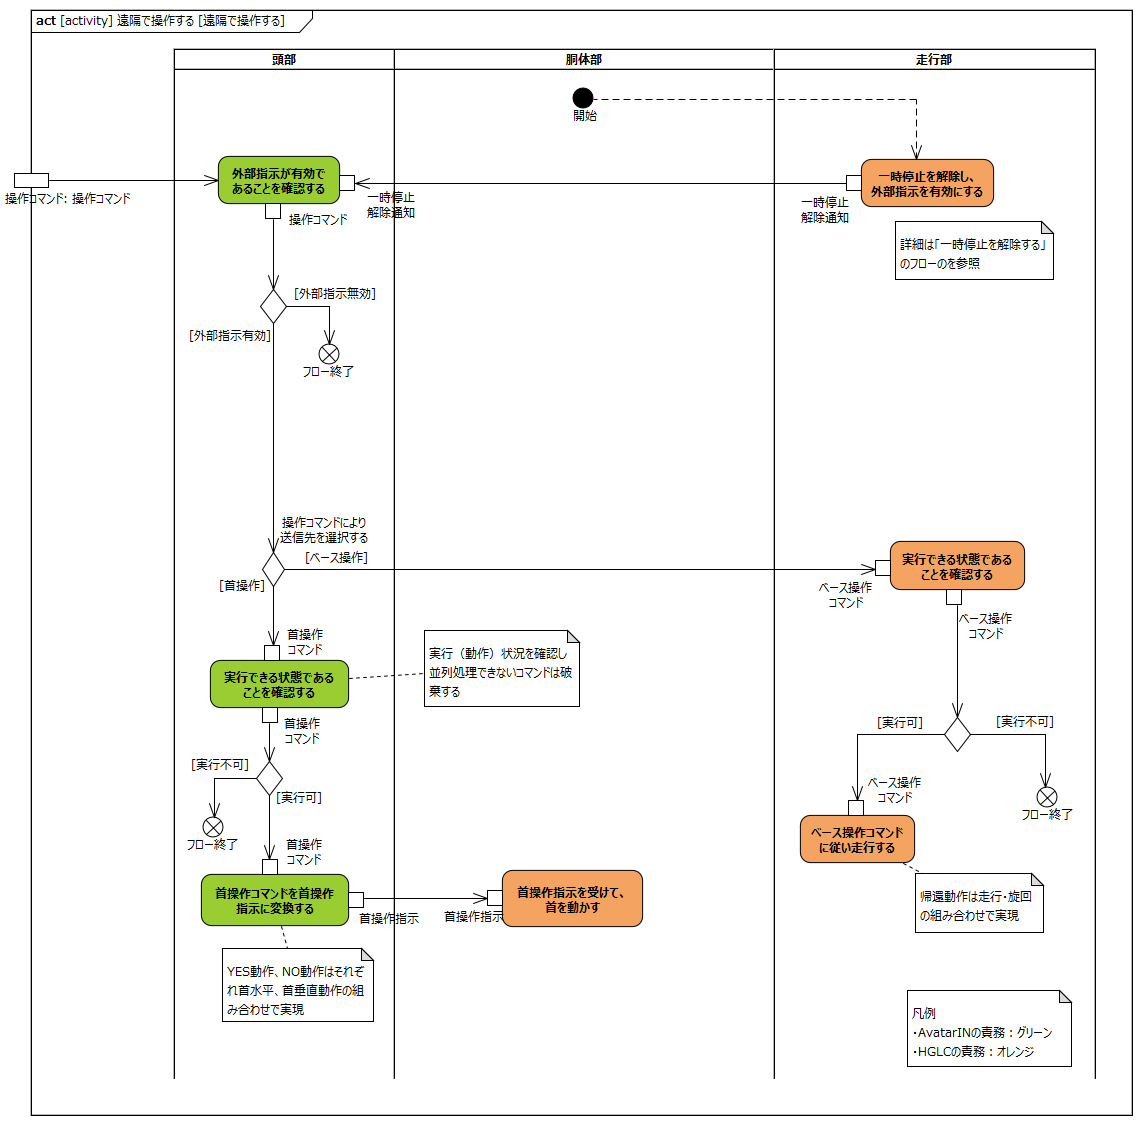 act [activity] 遠隔で操作する [遠隔で操作する]
頭部
胴体部
走行部
開始
外部指示が有効で
あることを確認する
一時停止を解除し、
外部指示を有効にする
操作コマンド: 操作コマンド
一時停止
解除通知
一時停止
解除通知
操作コマンド
詳細は「一時停止を解除する」
のフローのを参照
[外部指示無効]
[外部指示有効]
フロー終了
操作コマンドにより
送信先を選択する
[ベース操作]
[首操作]
実行できる状態である
ことを確認する
ベース操作
コマンド
ベース操作
コマンド
首操作
コマンド
実行（動作）状況を確認し
並列処理できないコマンドは破
棄する
実行できる状態である
ことを確認する
首操作
コマンド
[実行可]
[実行不可]
[実行不可]
[実行可]
ベース操作
コマンド
フロー終了
フロー終了
ベース操作コマンド
に従い走行する
首操作
コマンド
首操作コマンドを首操作
指示に変換する
首操作指示
首操作指示
首操作指示を受けて、
首を動かす
帰還動作は走行・旋回
の組み合わせで実現
YES動作、NO動作はそれぞ
れ首水平、首垂直動作の組
み合わせで実現
凡例
・AvatarINの責務：グリーン
・HGLCの責務：オレンジ